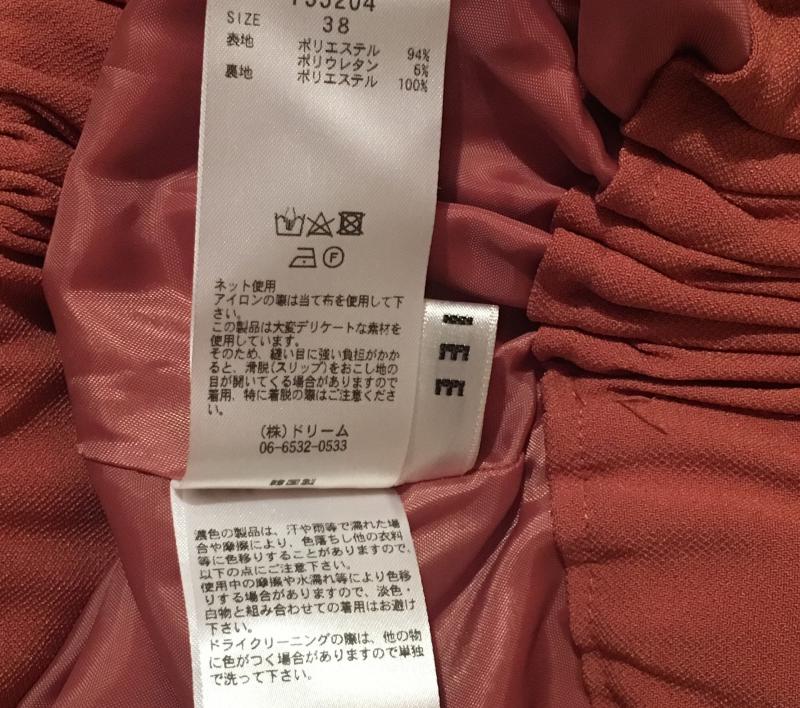 SIZE 38
表地 ポリエステル 94%
ポリウレタン 6%
裏地 ポリエステル 100%
F
ネット使用
アイロンの際は当て布を使用して下
さい。
この製品は大変デリケートな素材を
使用しています。
そのため、縫い目に強い負担がかか
ると、滑脱(スリップ)をおこし地の
目が開いてくる場合がありますので
着用、特に着脱の際はご注意くださ
い。
(株)ドリーム
06-6532-0533
濃色の製品は、汗や雨等で濡れた場
合や摩擦により、色落ちし他の衣料
等に色移りすることがありますので、
以下の点にご注意下さい。
使用中の摩擦や水濡れ等により色移
りする場合がありますので、淡色・
白物と組み合わせての着用はお避け
下さい。
ドライクリーニングの際は、他の物
に色がつく場合がありますので単独
で洗って下さい。